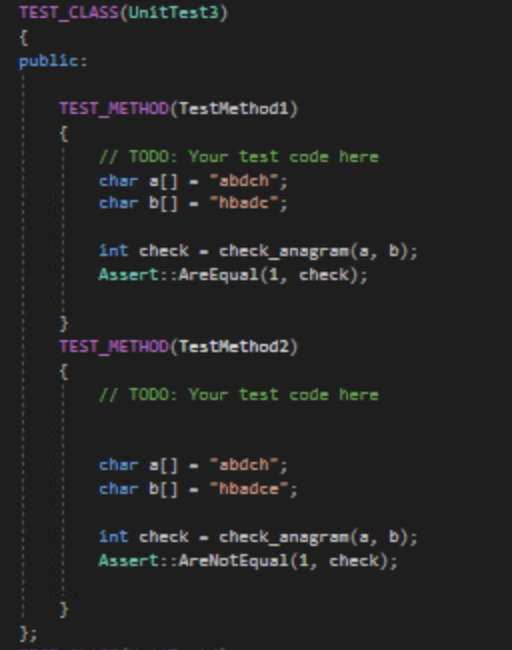 TEST_CLASS(UnitTest3)
{
public:
TEST_METHOD(TestMethod1)
{
// TODO: Your test code here
char a[] = "abdch";
char b[] = "hbadc";
int check = check_anagram(a, b);
Assert::AreEqual(1, check);
}
TEST_METHOD(TestMethod2)
{
// TODO: Your test code here
char a[] = "abdch";
char b[] = "hbadce";
int check = check_anagram(a, b);
Assert::AreNotEqual(1, check);
}
};